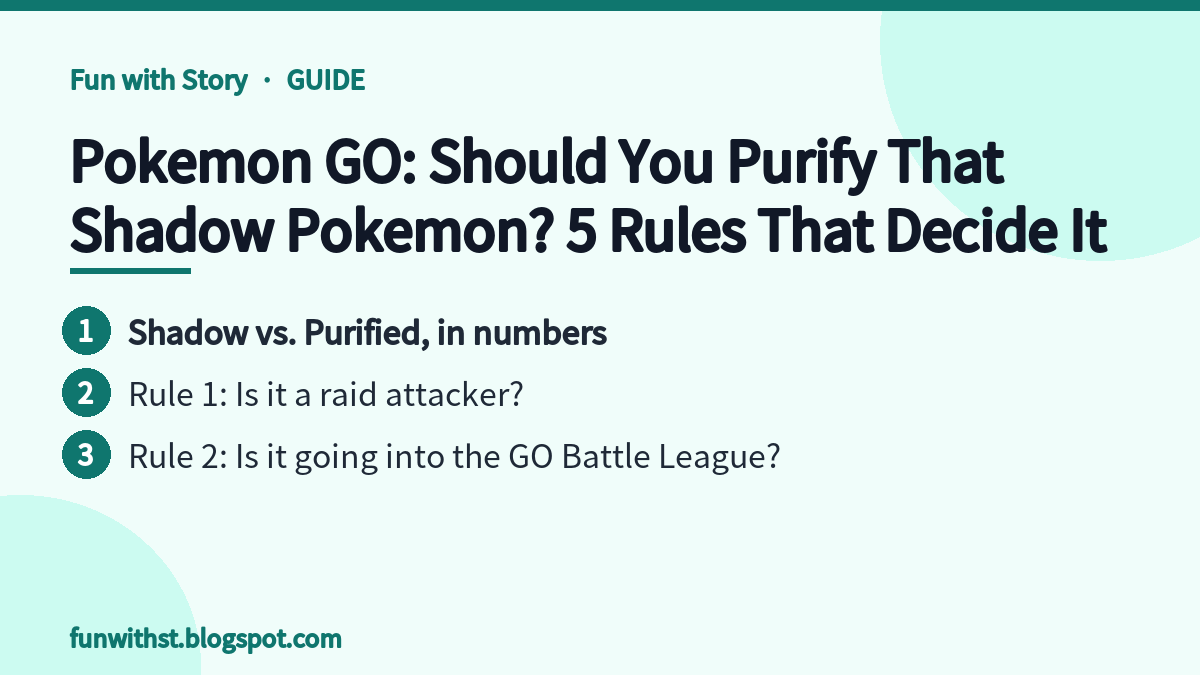 Fun with Story · GUIDE
Pokemon GO: Should You Purify That
Shadow Pokemon? 5 Rules That Decide It
1 Shadow vs. Purified, in numbers
2 Rule 1: Is it a raid attacker?
3 Rule 2: Is it going into the GO Battle League?
funwithst.blogspot.com